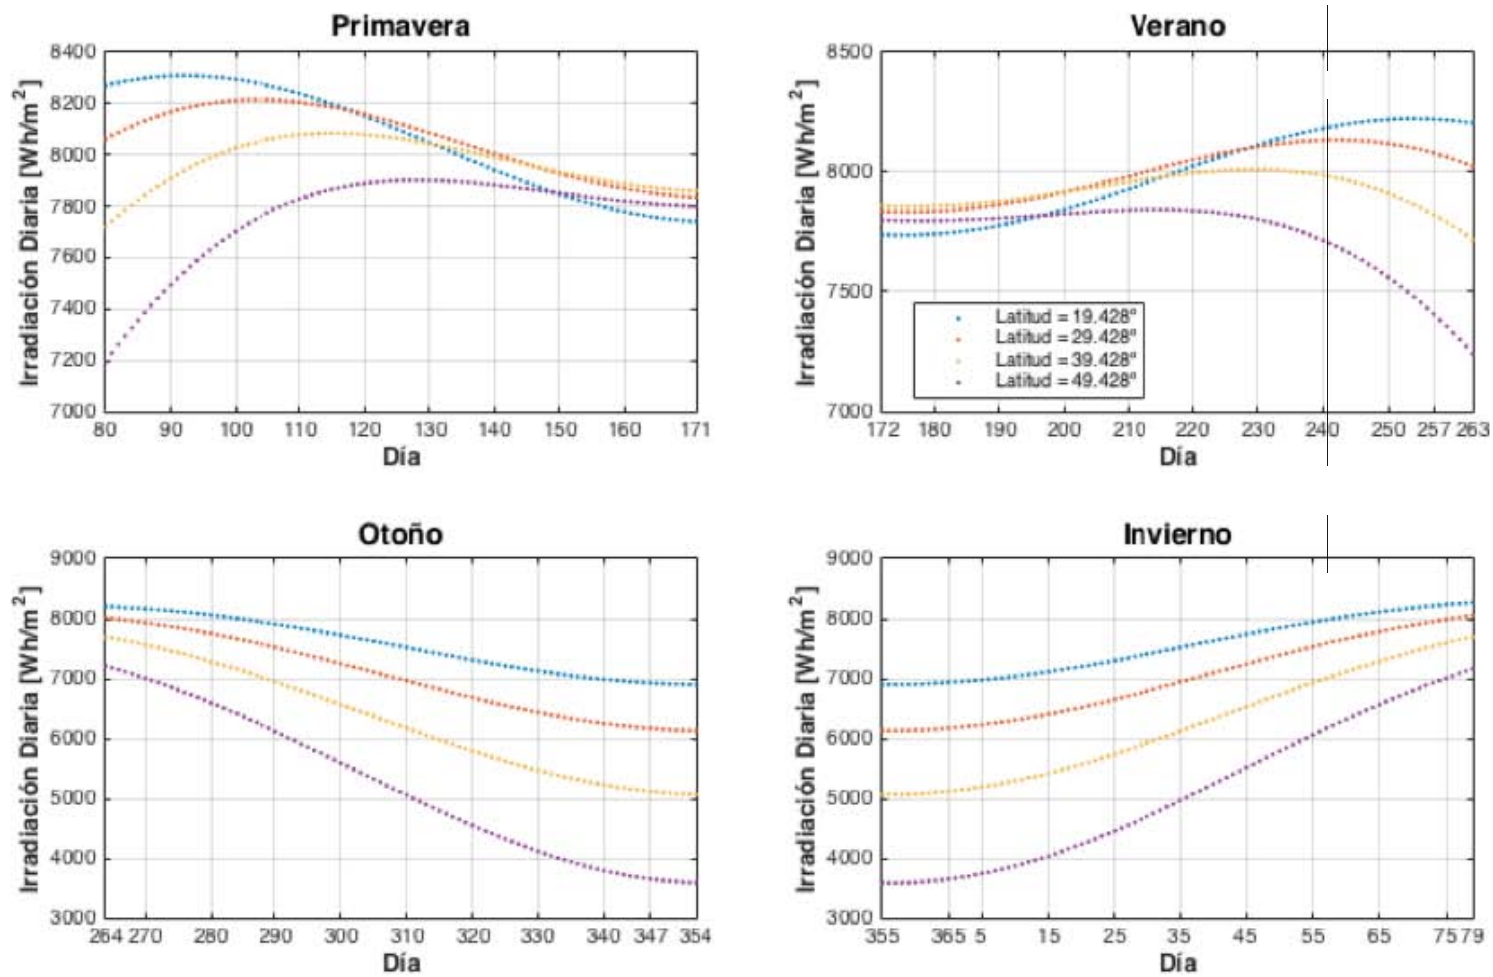 Primavera
Irradiación Diaria [Wh/m²]
8400
8200
8000
7800
7600
7400
7200
7000
80 90 100 110 120 130 140 150 160 171
Día
Verano
Irradiación Diaria [Wh/m²]
8500
8000
7500
7000
Latitud = 19.428º
Latitud = 29.428º
Latitud = 39.428º
Latitud = 49.428º
172 180 190 200 210 220 230 240 250 257 263
Día
Otoño
Irradiación Diaria [Wh/m²]
9000
8000
7000
6000
5000
4000
3000
264 270 280 290 300 310 320 330 340 347 354
Día
Invierno
Irradiación Diaria [Wh/m²]
9000
8000
7000
6000
5000
4000
3000
355 365 5 15 25 35 45 55 65 75 79
Día